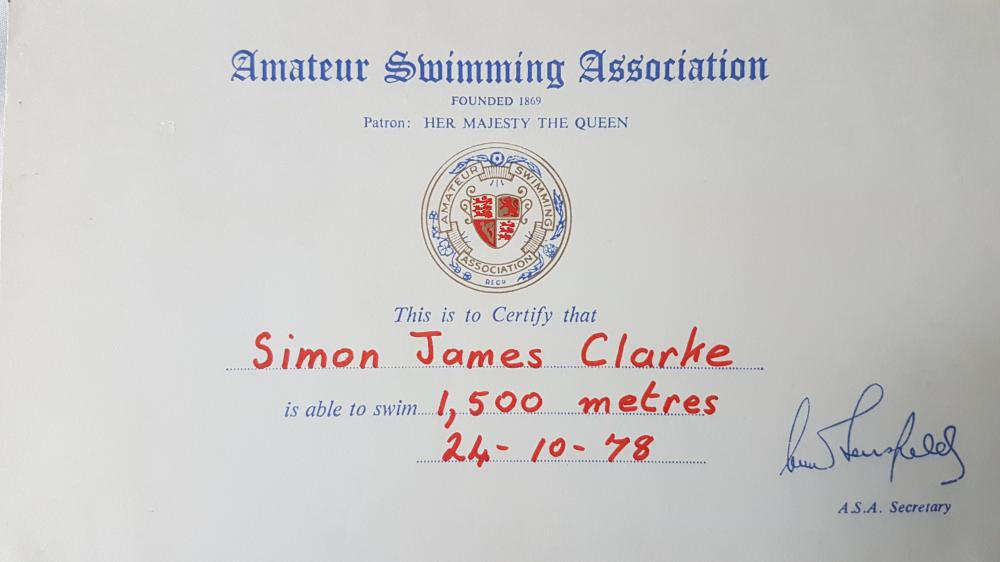 Amateur Swimming Association
FOUNDED 1869
Patron: HER MAJESTY THE QUEEN
AMATEUR SWIMMING ASSOCIATION
REGD
This is to Certify that
Simon James Clarke
is able to swim 1,500 metres
24-10-78
A.S.A. Secretary